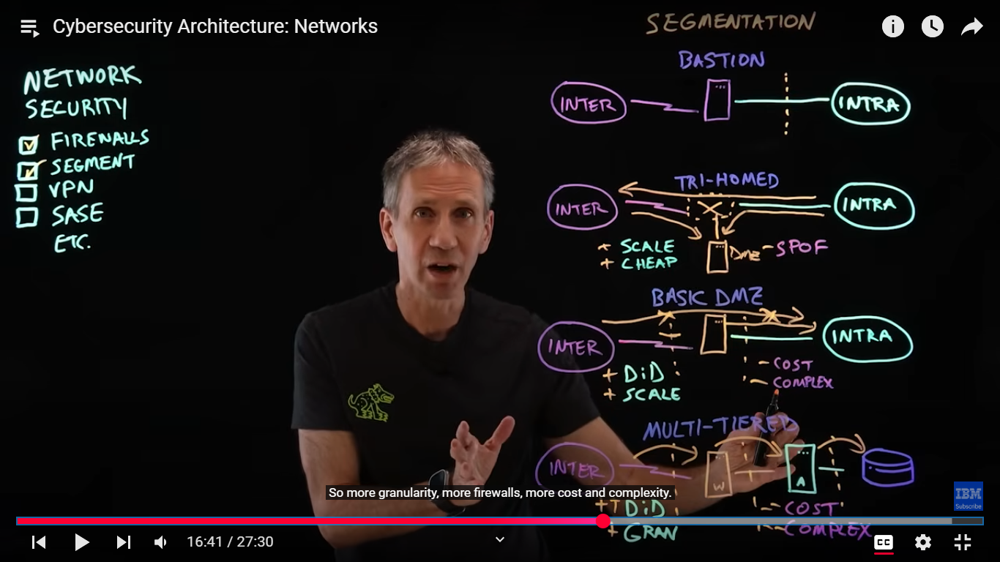 Cybersecurity Architecture: Networks
NETWORK
SECURITY
FIREWALLS
SEGMENT
VPN
SASE
ETC.
SEGMENTATION
BASTION
INTER
INTRA
TRI-HOMED
INTER
INTRA
+ SCALE
+ CHEAP
DMZ - SPOF
BASIC DMZ
INTER
INTRA
+ DiD
+ SCALE
- COST
- COMPLEX
MULTI-TIERED
INTER
W
A
++ DiD
+ GRAN
-- COST
-- COMPLEX
So more granularity, more firewalls, more cost and complexity.
IBM
Subscribe
16:41 / 27:30
CC